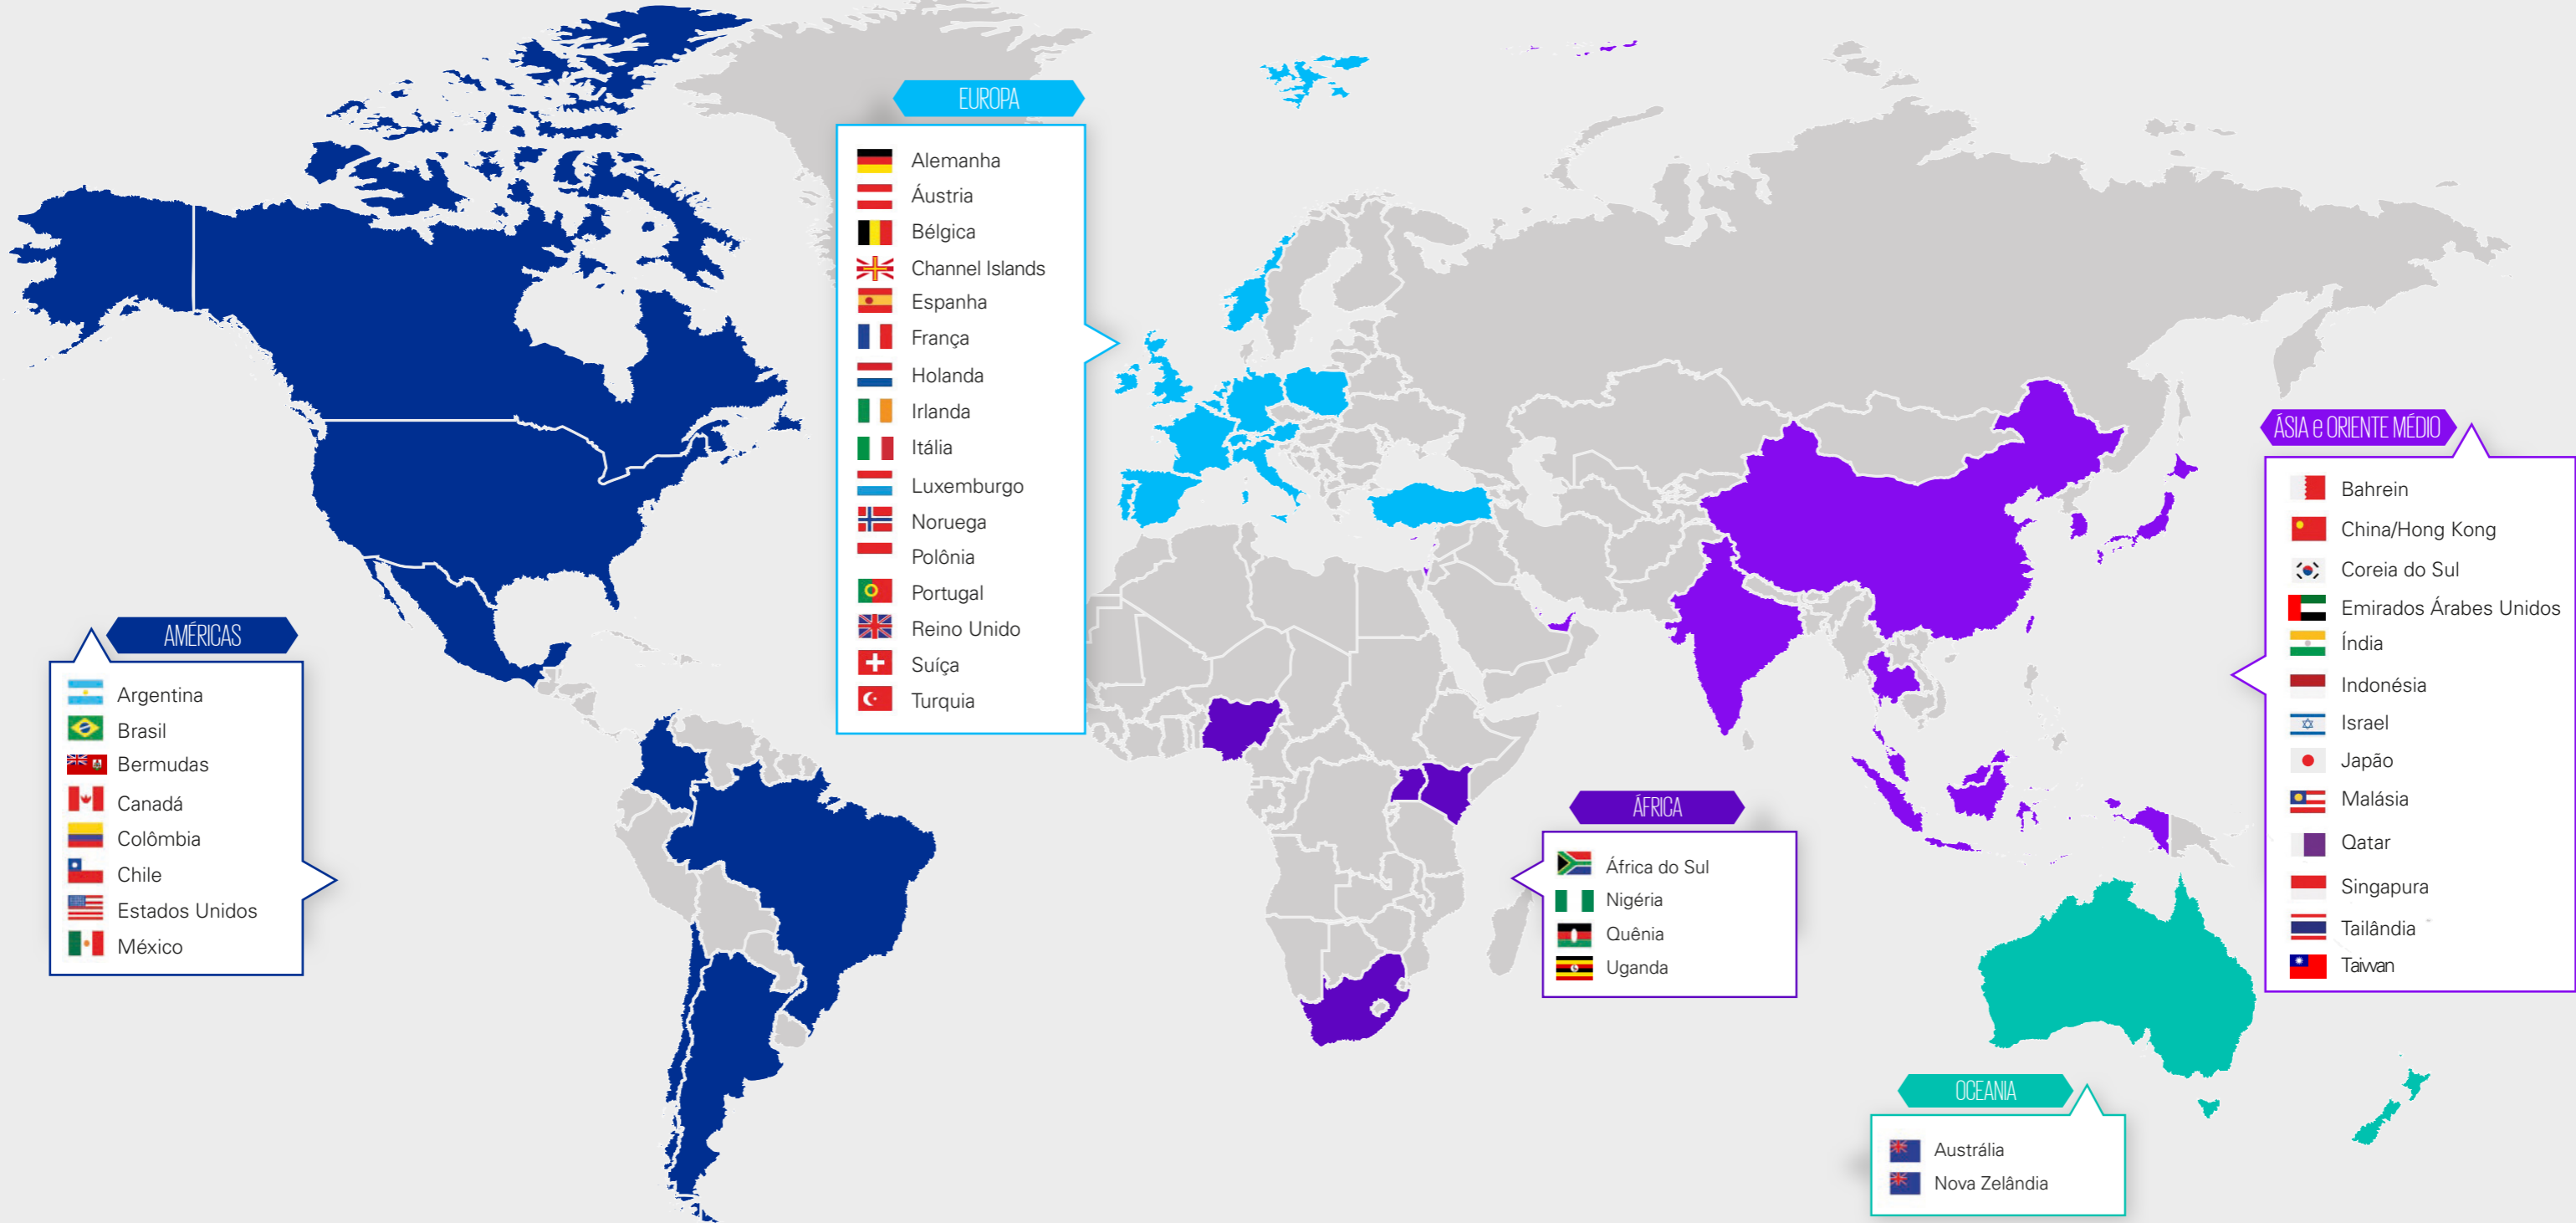 EUROPA
Alemanha
Áustria
Bélgica
Channel Islands
Espanha
França
Holanda
Irlanda
Itália
Luxemburgo
Noruega
Polônia
Portugal
Reino Unido
Suíça
Turquia
ÁSIA e ORIENTE MÉDIO
Bahrein
China/Hong Kong
Coreia do Sul
Emirados Árabes Unidos
Índia
Indonésia
Israel
Japão
Malásia
Qatar
Singapura
Tailândia
Taiwan
AMÉRICAS
Argentina
Brasil
Bermudas
Canadá
Colômbia
Chile
Estados Unidos
México
ÁFRICA
África do Sul
Nigéria
Quênia
Uganda
OCEANIA
Austrália
Nova Zelândia